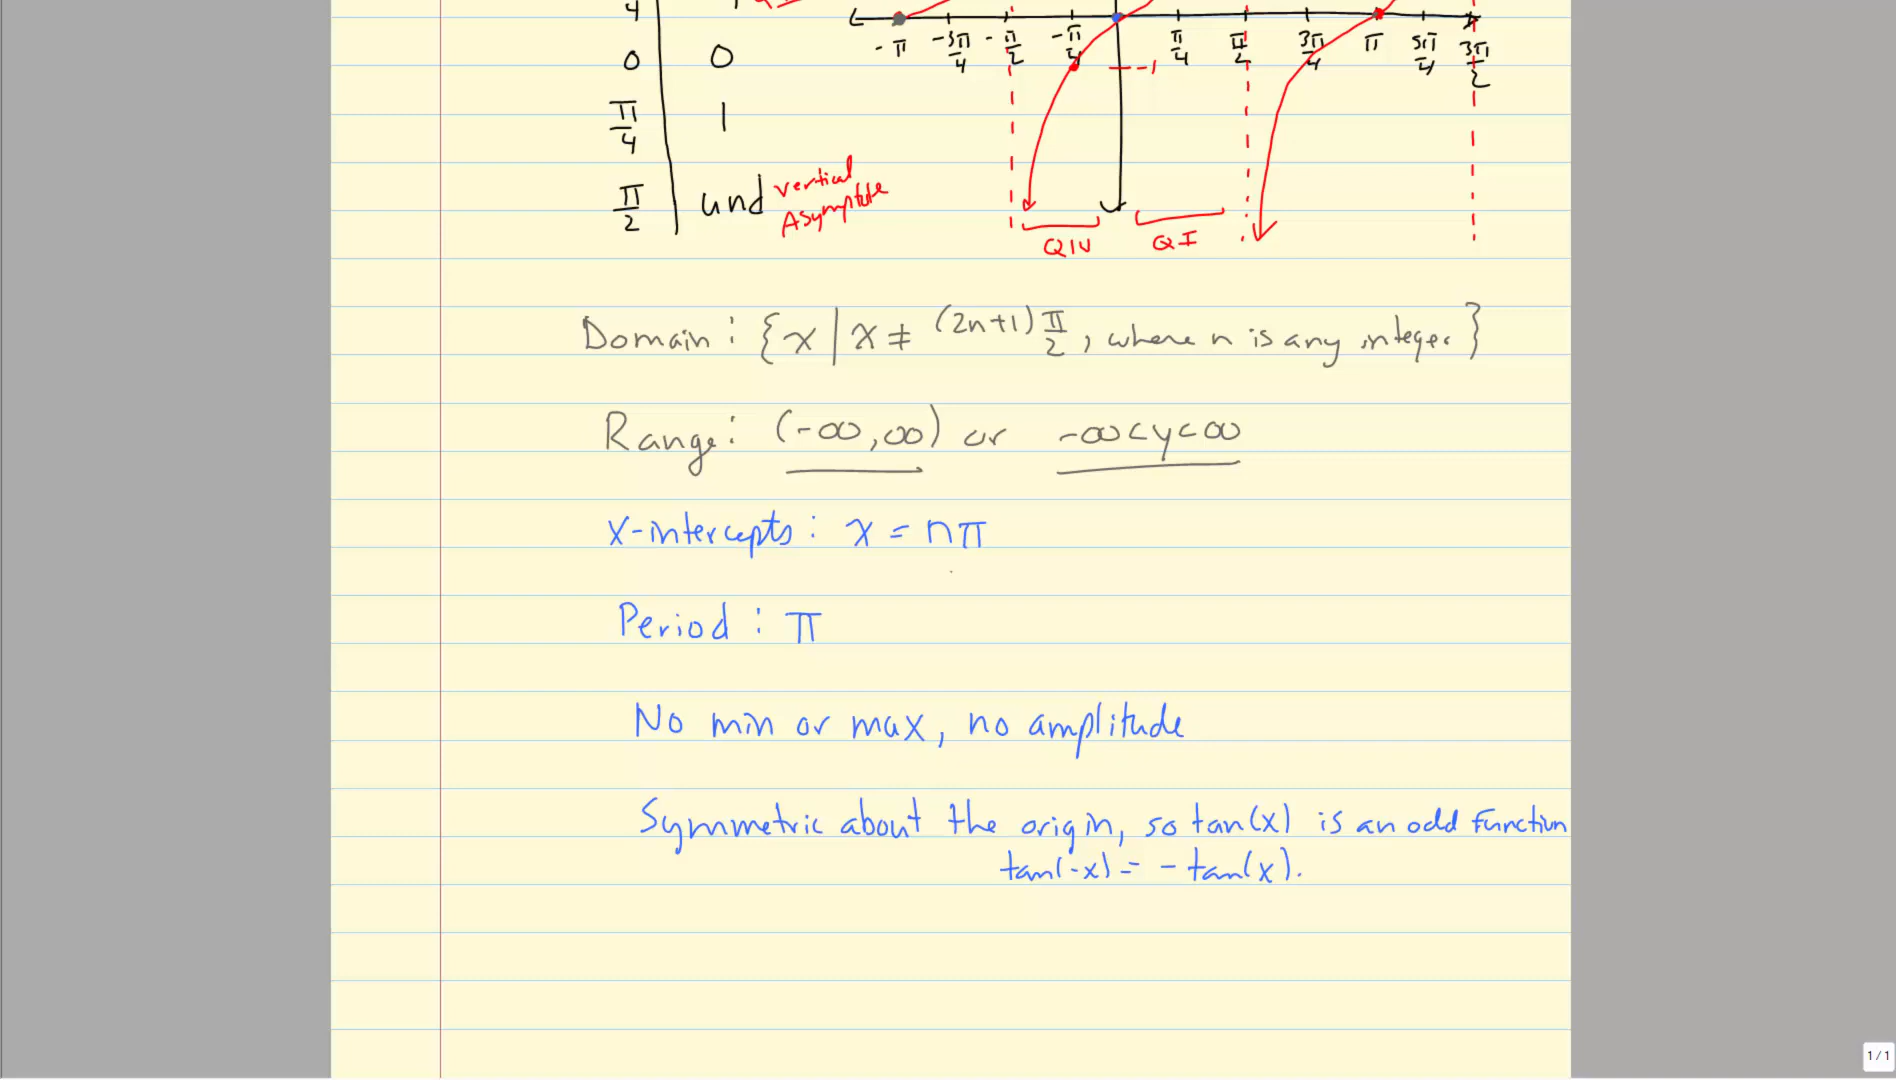 4
-π -3π/4 -π/2 -π/4 π/4 π/2 3π/4 π 5π/4 3π/2
0 0
-1
π/4 1
π/2 und vertical Asymptote
QIV QI
Domain: {x | x ≠ (2n+1) π/2, where n is any integer}
Range: (-∞,∞) or -∞<y<∞
X-intercepts: x = nπ
Period: π
No min or max, no amplitude
Symmetric about the origin, so tan(x) is an odd function
tan(-x) = - tan(x).
1 / 1